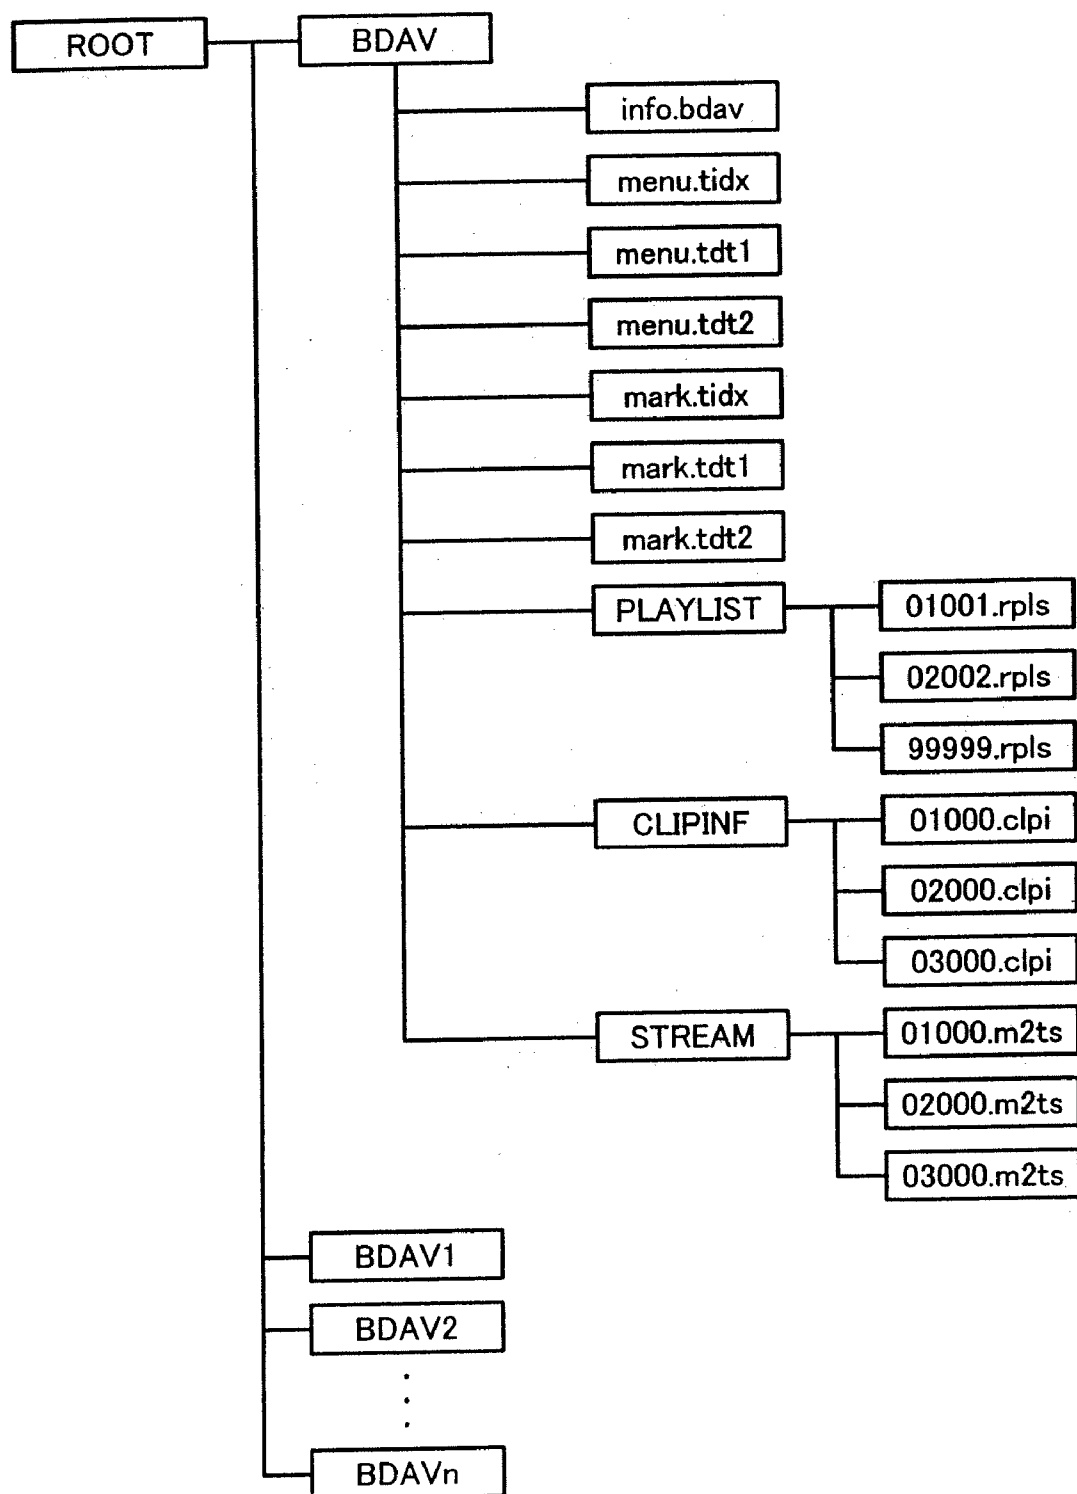 ROOT
BDAV
info.bdav
menu.tidx
menu.tdt1
menu.tdt2
mark.tidx
mark.tdt1
mark.tdt2
PLAYLIST
01001.rpls
02002.rpls
99999.rpls
CLIPINF
01000.clpi
02000.clpi
03000.clpi
STREAM
01000.m2ts
02000.m2ts
03000.m2ts
BDAV1
BDAV2
BDAVn